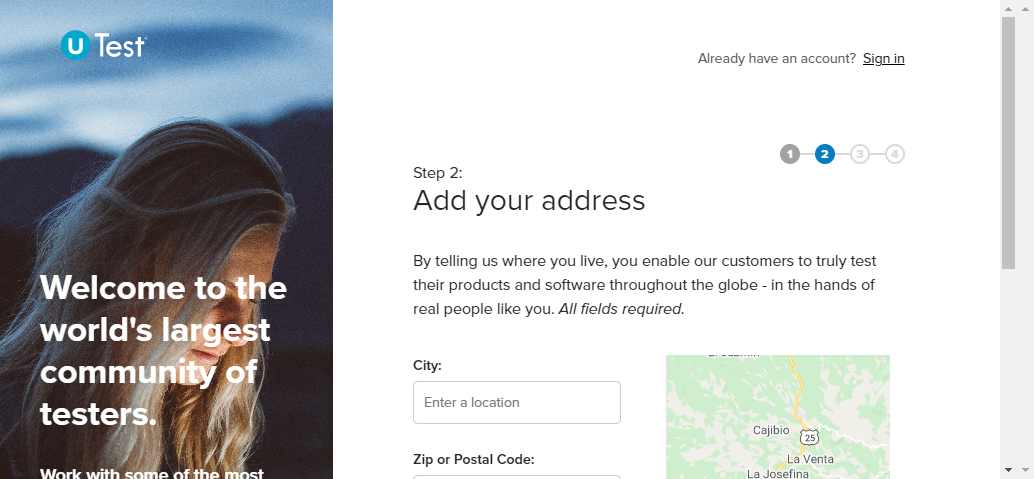 U Test
Already have an account? Sign in
1 2 3 4
Step 2:
Add your address
By telling us where you live, you enable our customers to truly test
their products and software throughout the globe - in the hands of
real people like you. All fields required.
Welcome to the
world's largest
community of
testers.
Work with some of the most
City:
Enter a location
Zip or Postal Code:
Cajibio
25
La Venta
La Josefina